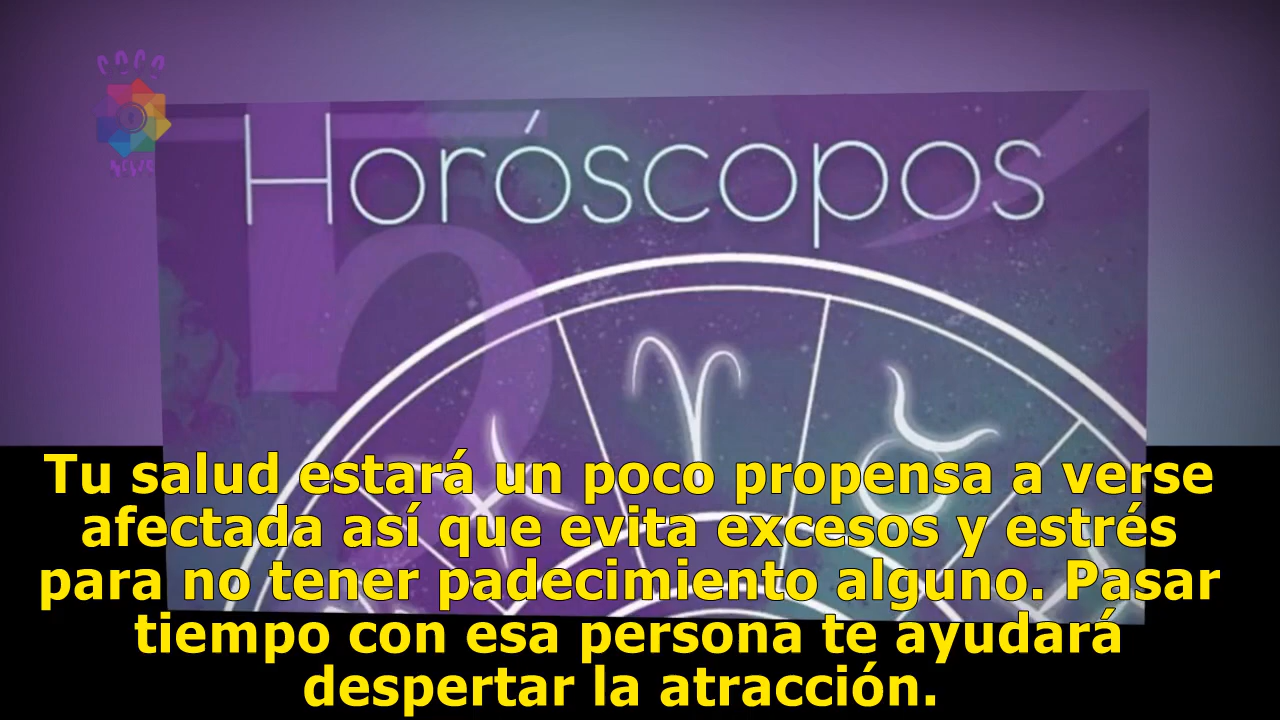 COCO
Horóscopos
Tu salud estará un poco propensa a verse
afectada así que evita excesos y estrés
para no tener padecimiento alguno. Pasar
tiempo con esa persona te ayudará
despertar la atracción.